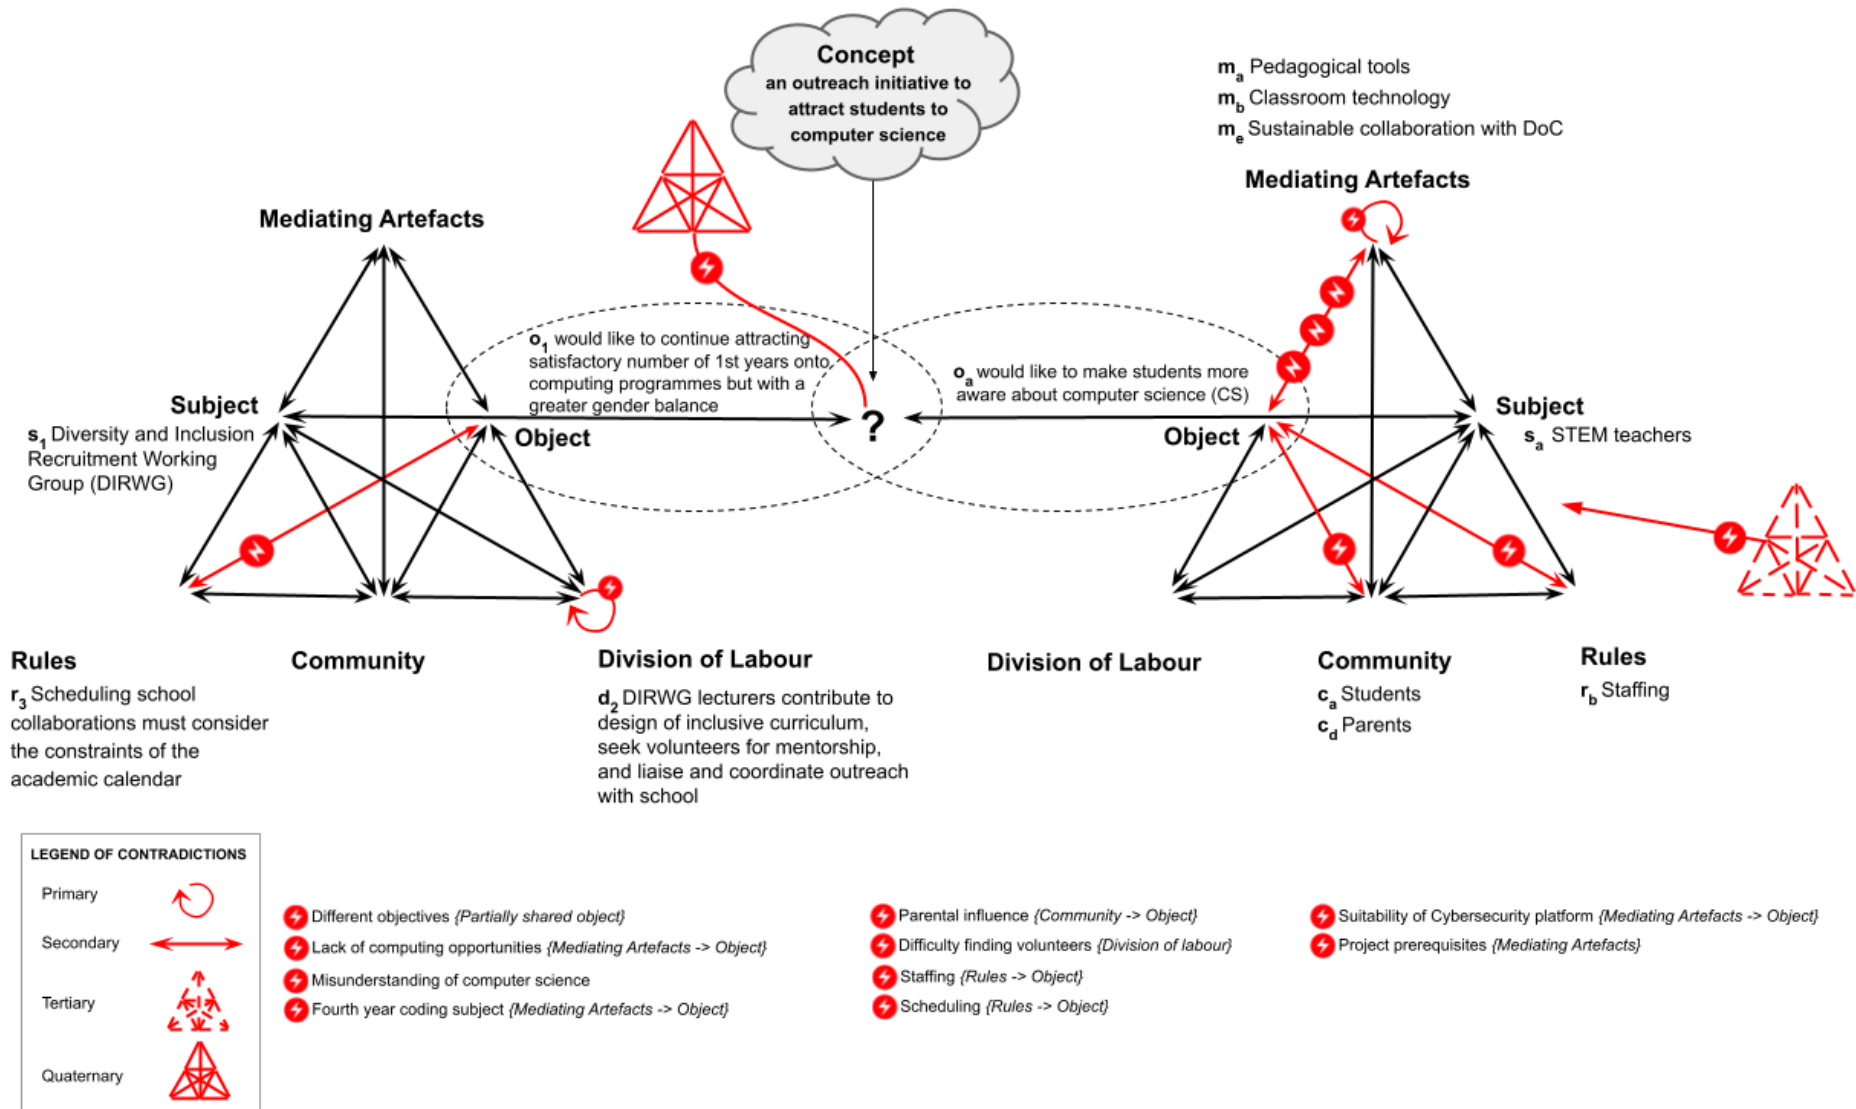 Concept
an outreach initiative to
attract students to
computer science
mₐ Pedagogical tools
m_b Classroom technology
mₑ Sustainable collaboration with DoC
Mediating Artefacts
Mediating Artefacts
o₁ would like to continue attracting
satisfactory number of 1st years onto
computing programmes but with a
greater gender balance
oₐ would like to make students more
aware about computer science (CS)
Subject
s₁ Diversity and Inclusion
Recruitment Working
Group (DIRWG)
Object
?
Object
Subject
sₐ STEM teachers
Rules
r₃ Scheduling school
collaborations must consider
the constraints of the
academic calendar
Community
Division of Labour
d₂ DIRWG lecturers contribute to
design of inclusive curriculum,
seek volunteers for mentorship,
and liaise and coordinate outreach
with school
Division of Labour
Community
cₐ Students
c_d Parents
Rules
r_b Staffing
LEGEND OF CONTRADICTIONS
Primary
Secondary
Tertiary
Quaternary
Different objectives {Partially shared object}
Lack of computing opportunities {Mediating Artefacts -> Object}
Misunderstanding of computer science
Fourth year coding subject {Mediating Artefacts -> Object}
Parental influence {Community -> Object}
Difficulty finding volunteers {Division of labour}
Staffing {Rules -> Object}
Scheduling {Rules -> Object}
Suitability of Cybersecurity platform {Mediating Artefacts -> Object}
Project prerequisites {Mediating Artefacts}